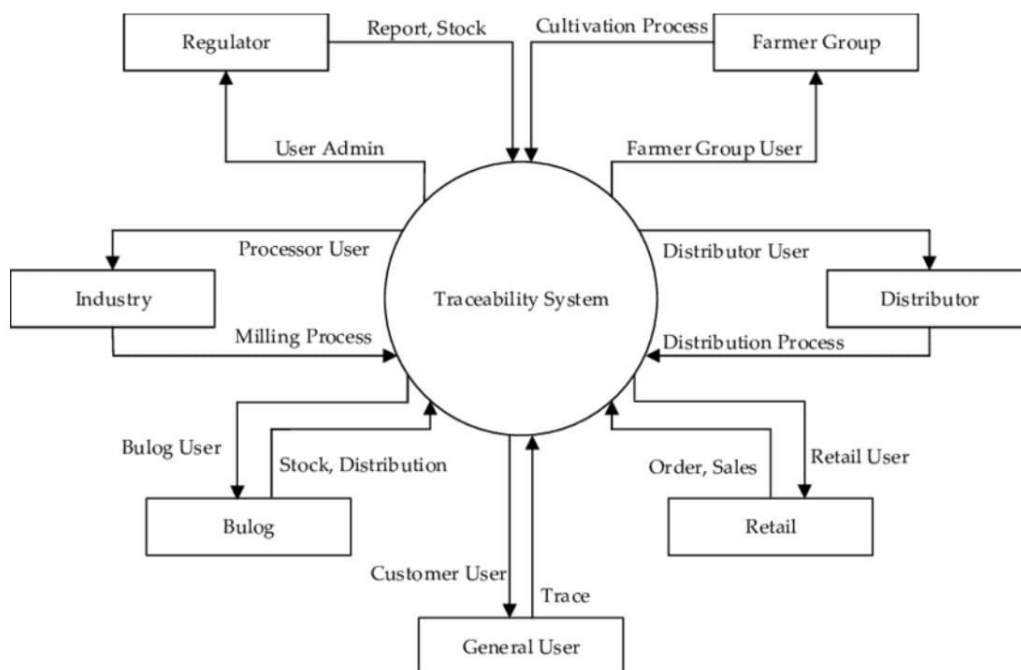 Regulator
Report, Stock
Cultivation Process
Farmer Group
User Admin
Farmer Group User
Processor User
Distributor User
Industry
Traceability System
Distributor
Milling Process
Distribution Process
Bulog User
Stock, Distribution
Order, Sales
Retail User
Bulog
Retail
Customer User
Trace
General User